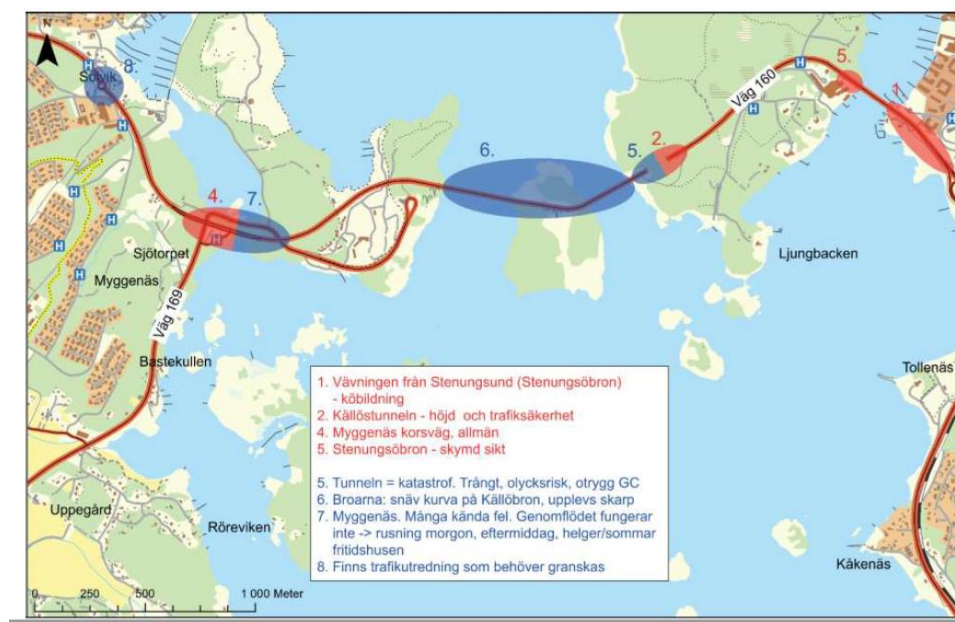 N
Solvik
8.
H
H
H
H
H
H
H
H
6.
5.
2.
5.
1.
Väg 160
4.
7.
Sjötorpet
Myggenäs
Väg 169
Ljungbacken
Bastekullen
Tollenäs
1. Vävningen från Stenungsund (Stenungsöbron)
- köbildning
2. Källöstunneln - höjd och trafiksäkerhet
4. Myggenäs korsväg, allmän
5. Stenungsöbron - skymd sikt
5. Tunneln = katastrof. Trångt, olycksrisk, otrygg GC
6. Broarna: snäv kurva på Källöbron, upplevs skarp
7. Myggenäs. Många kända fel. Genomflödet fungerar
inte -> rusning morgon, eftermiddag, helger/sommar
fritidshusen
8. Finns trafikutredning som behöver granskas
Uppegård
Röreviken
Kåkenäs
0 250 500 1 000 Meter